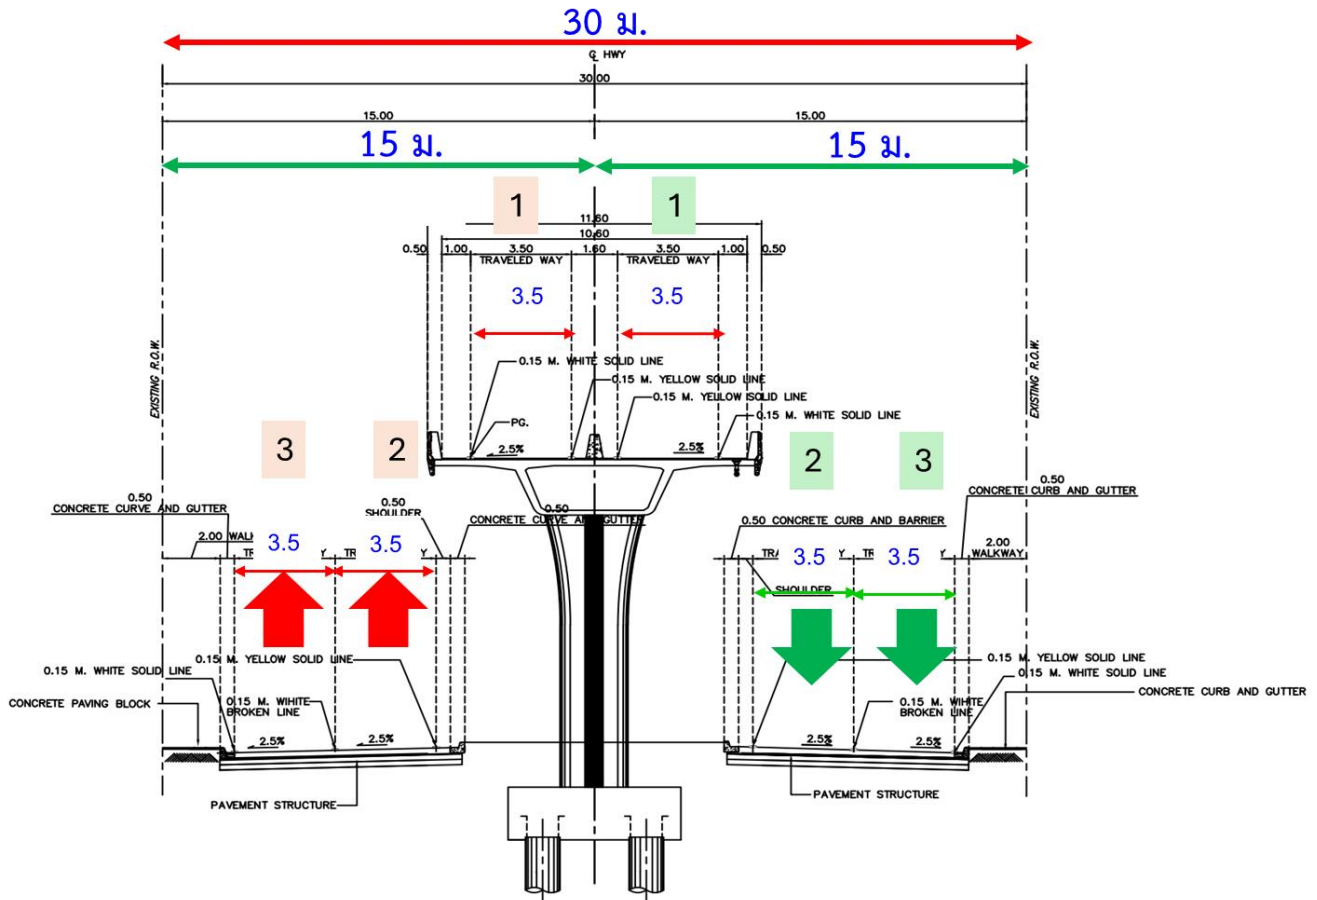 30 ม.
℄ HWY
30.00
15.00 15.00
15 ม. 15 ม.
1 1
11.60
10.60
0.50 1.00 3.50 1.60 3.50 1.00 0.50
TRAVELED WAY TRAVELED WAY
3.5 3.5
EXISTING R.O.W.
EXISTING R.O.W.
0.15 M. WHITE SOLID LINE
0.15 M. YELLOW SOLID LINE
0.15 M. YELLOW SOLID LINE
0.15 M. WHITE SOLID LINE
PG.
2.5% 2.5%
3 2 2 3
0.50
CONCRETE CURVE AND GUTTER
0.50
SHOULDER
0.50
CONCRETE CURVE AND GUTTER
0.50 CONCRETE CURB AND BARRIER
0.50
CONCRETE CURB AND GUTTER
2.00
3.5 3.5
3.5 3.5
2.00
WALKWAY
SHOULDER
0.15 M. WHITE SOLID LINE
0.15 M. YELLOW SOLID LINE
0.15 M. YELLOW SOLID LINE
0.15 M. WHITE SOLID LINE
CONCRETE PAVING BLOCK
0.15 M. WIHITE
BROKEN LINE
0.15 M. WIHITE
BROKEN LINE
CONCRETE CURB AND GUTTER
2.5% 2.5% 2.5% 2.5%
PAVEMENT STRUCTURE
PAVEMENT STRUCTURE